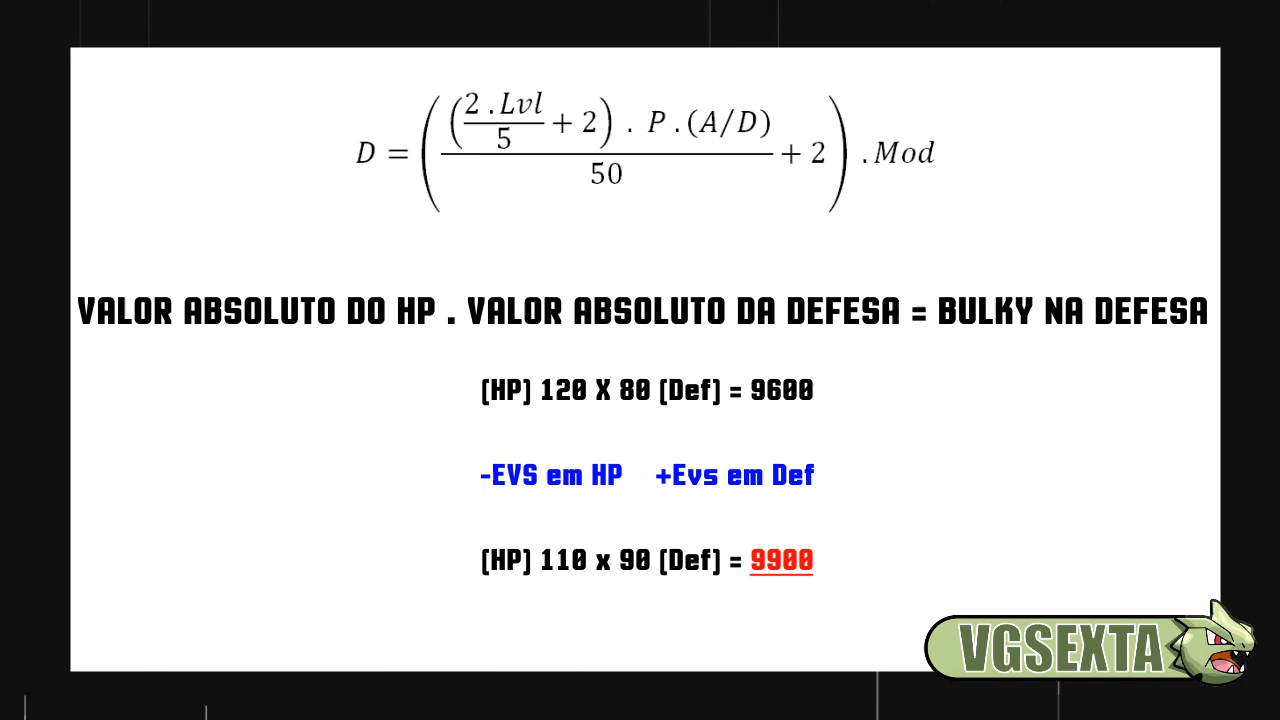 D = ( ( (2 . Lvl / 5 + 2) . P . (A/D) ) / 50 + 2 ) . Mod
VALOR ABSOLUTO DO HP . VALOR ABSOLUTO DA DEFESA = BULKY NA DEFESA
(HP) 120 X 80 (Def) = 9600
-EVS em HP +Evs em Def
(HP) 110 x 90 (Def) = 9900
VGSEXTA